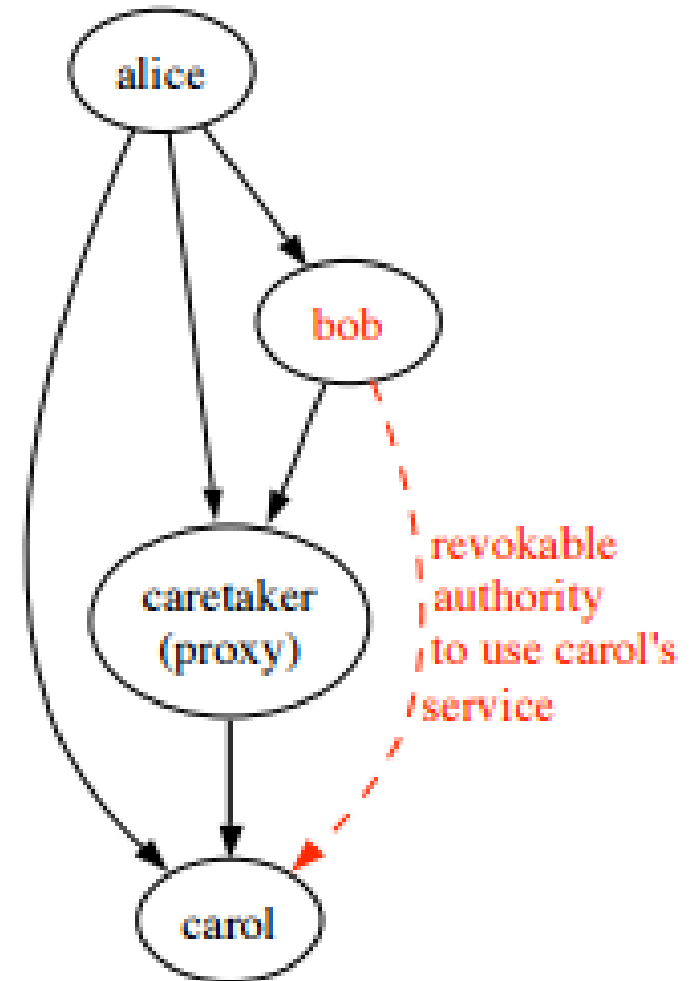 alice
bob
revokable
authority
to use carol's
service
caretaker
(proxy)
carol